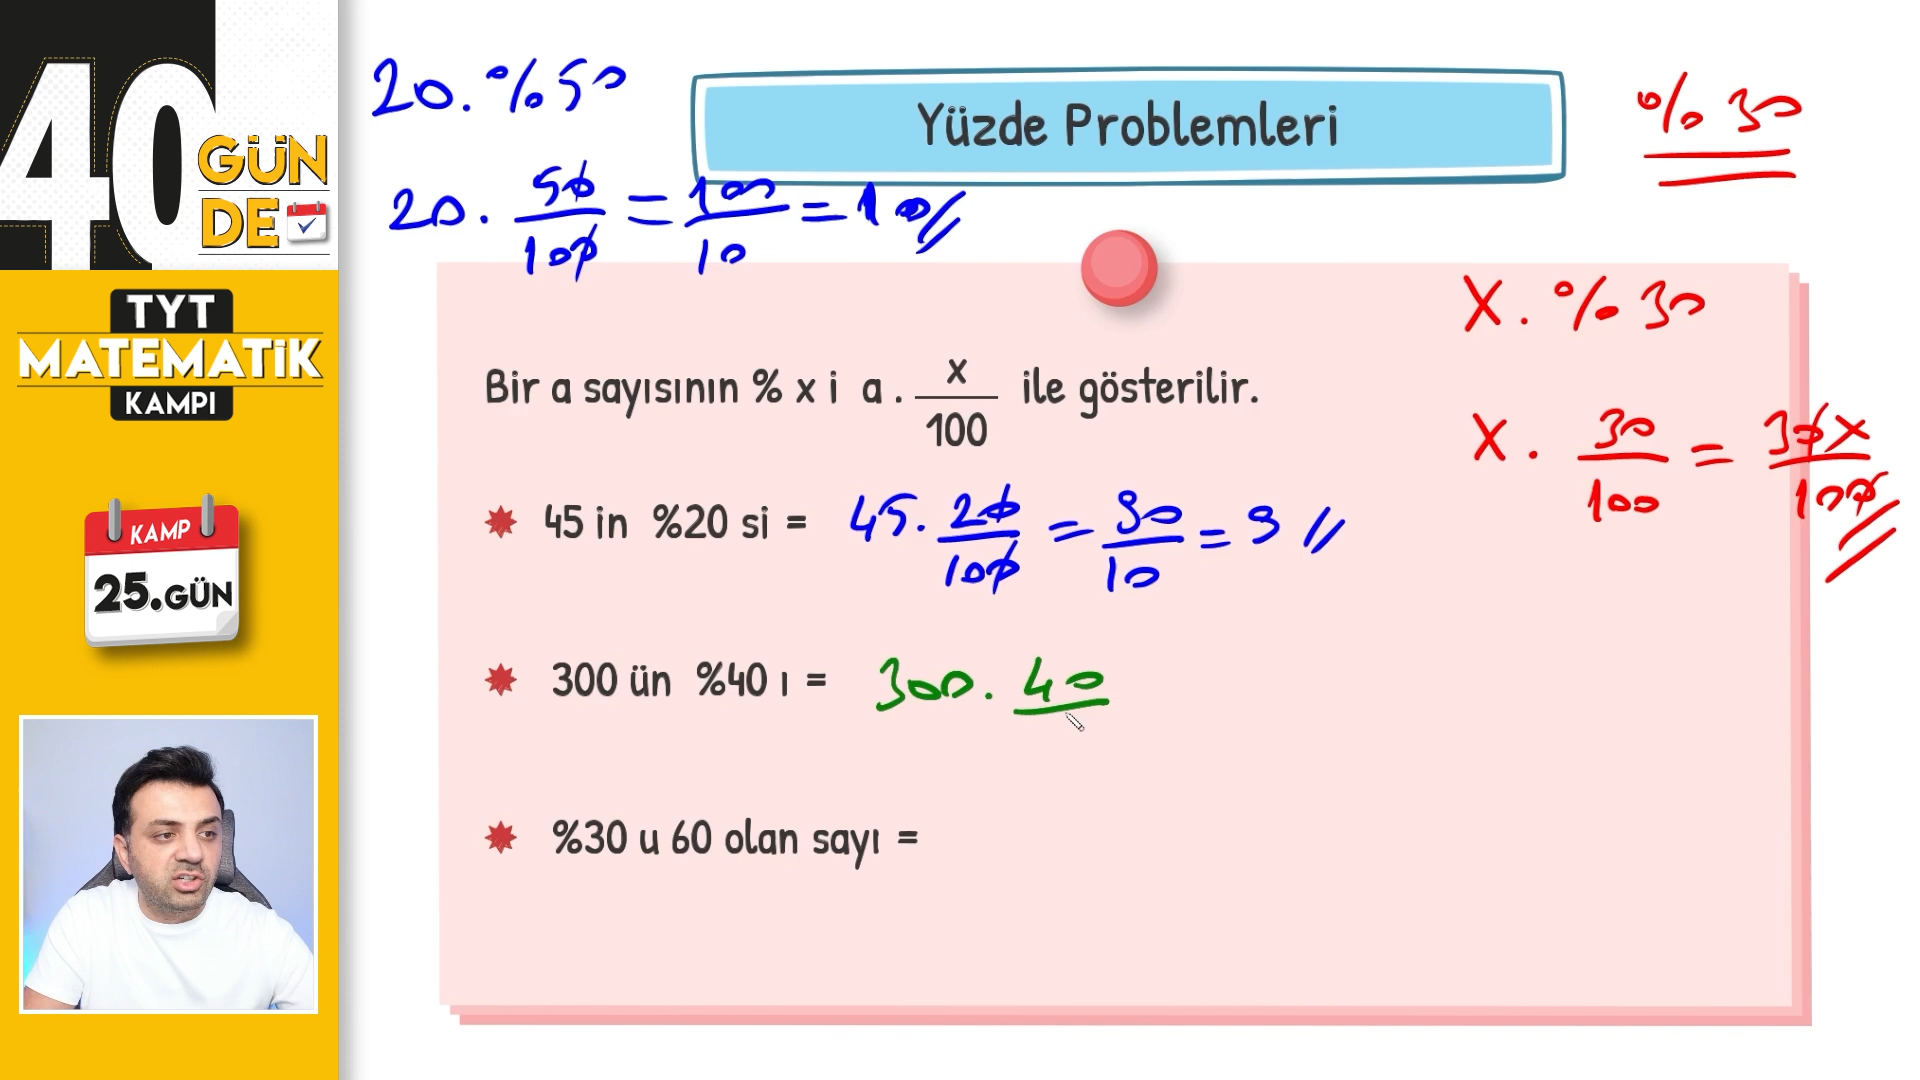 40
GÜN
DE
TYT
MATEMATİK
KAMPI
KAMP
25.GÜN
20 . %50
20 . 50/100 = 100/10 = 10 //
Yüzde Problemleri
% 30
X . % 30
X . 30/100 = 30x/100 //
Bir a sayısının % x i a . x/100 ile gösterilir.
45 in %20 si = 45 . 20/100 = 90/10 = 9 //
300 ün %40 ı = 300 . 40
%30 u 60 olan sayı =